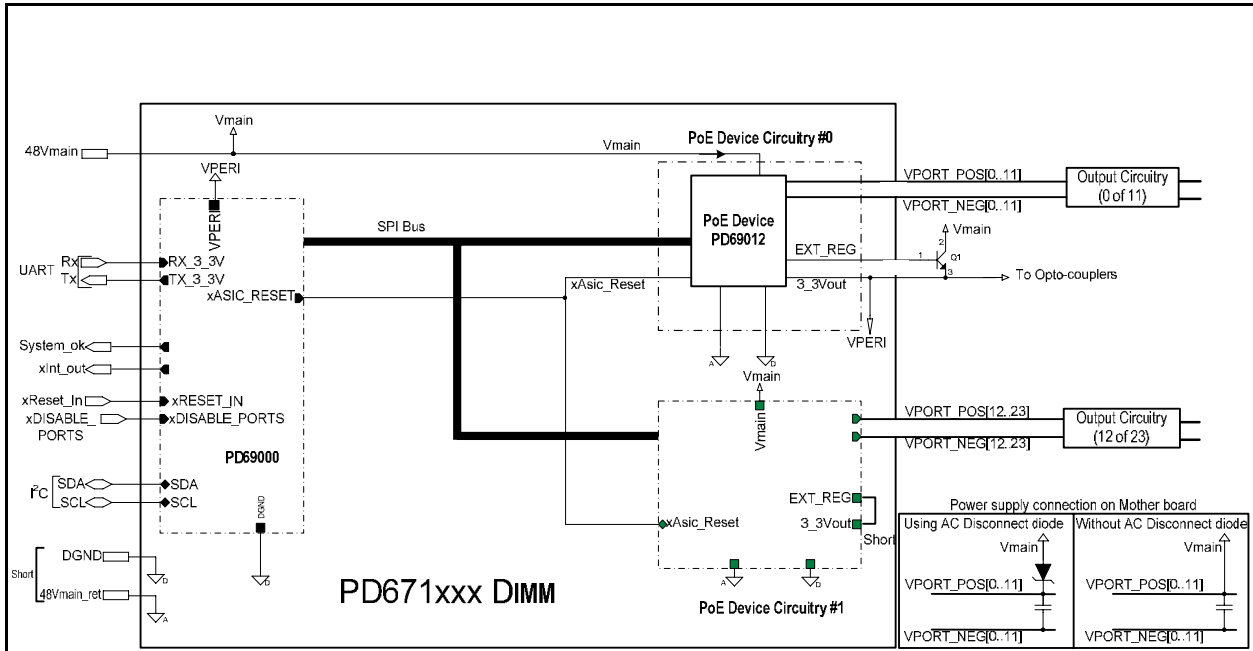 Vmain
48Vmain
Vmain
PoE Device Circuitry #0
VPERI
VPERI
SPI Bus
PoE Device
PD69012
VPORT_POS[0..11]
VPORT_NEG[0..11]
Output Circuitry
(0 of 11)
EXT_REG
1
2
3
Q1
Vmain
3_3Vout
To Opto-couplers
VPERI
A
D
UART
Rx
Tx
RX_3_3V
TX_3_3V
xASIC_RESET
xAsic_Reset
System_ok
xInt_out
xReset_In
xRESET_IN
xDISABLE_
PORTS
xDISABLE_PORTS
PD69000
I²C
SDA
SCL
SDA
SCL
DGND
D
Short
DGND
D
48Vmain_ret
A
PD671xxx DIMM
Vmain
Vmain
VPORT_POS[12..23]
VPORT_NEG[12..23]
Output Circuitry
(12 of 23)
EXT_REG
3_3Vout
Short
xAsic_Reset
A
D
PoE Device Circuitry #1
Power supply connection on Mother board
Using AC Disconnect diode
Without AC Disconnect diode
Vmain
Vmain
VPORT_POS[0..11]
VPORT_POS[0..11]
VPORT_NEG[0..11]
VPORT_NEG[0..11]